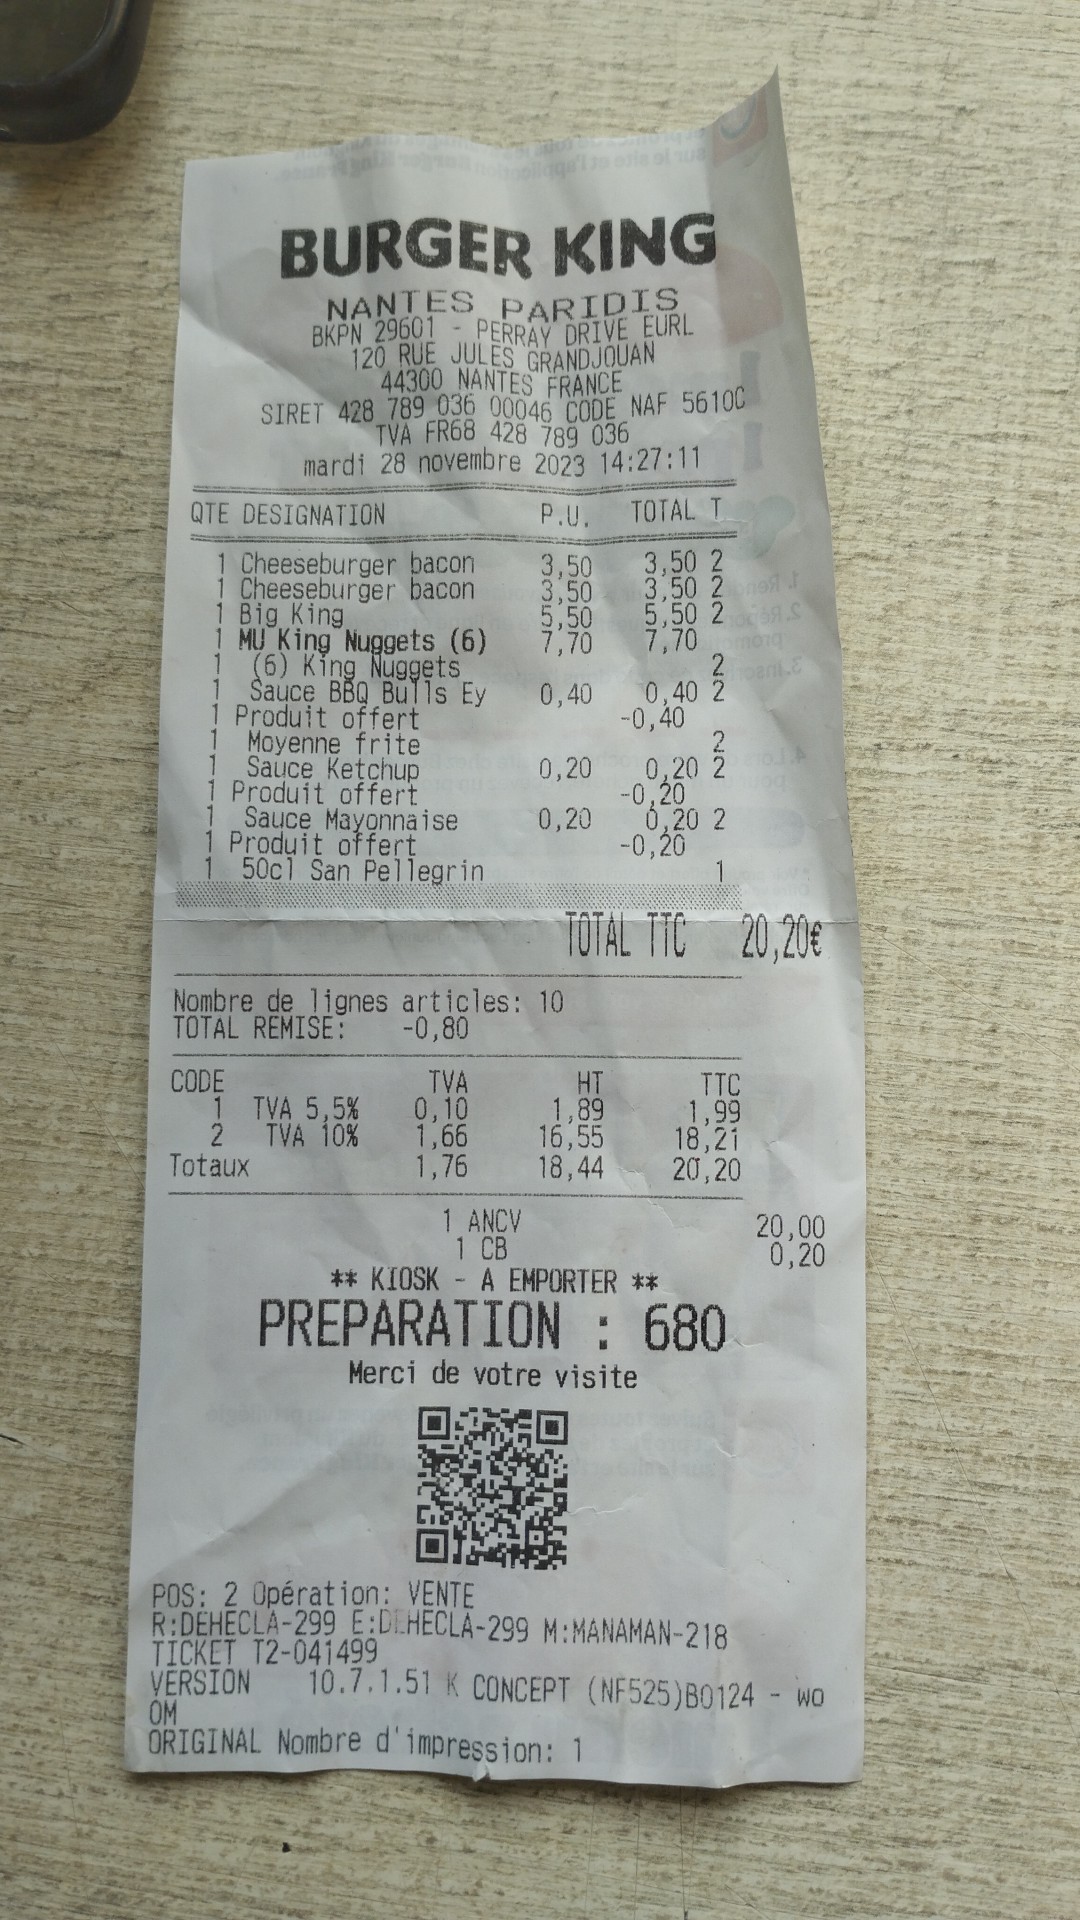 BURGER KING
NANTES PARIDIS
BKPN 29601 - PERRAY DRIVE EURL
120 RUE JULES GRANDJOUAN
44300 NANTES FRANCE
SIRET 428 789 036 00046 CODE NAF 5610C
TVA FR68 428 789 036
mardi 28 novembre 2023 14:27:11
QTE DESIGNATION P.U. TOTAL T
1 Cheeseburger bacon 3,50 3,50 2
1 Cheeseburger bacon 3,50 3,50 2
1 Big King 5,50 5,50 2
1 MU King Nuggets (6) 7,70 7,70
1 (6) King Nuggets 2
1 Sauce BBQ Bulls Ey 0,40 0,40 2
1 Produit offert -0,40
1 Moyenne frite 2
1 Sauce Ketchup 0,20 0,20 2
1 Produit offert -0,20
1 Sauce Mayonnaise 0,20 0,20 2
1 Produit offert -0,20
1 50cl San Pellegrin 1
TOTAL TTC 20,20€
Nombre de lignes articles: 10
TOTAL REMISE: -0,80
CODE TVA HT TTC
1 TVA 5,5% 0,10 1,89 1,99
2 TVA 10% 1,66 16,55 18,21
Totaux 1,76 18,44 20,20
1 ANCV 20,00
1 CB 0,20
** KIOSK - A EMPORTER **
PREPARATION : 680
Merci de votre visite
POS: 2 Opération: VENTE
R:DEHECLA-299 E:DEHECLA-299 M:MANAMAN-218
TICKET T2-041499
VERSION 10.7.1.51 K CONCEPT (NF525)B0124 - WO
OM
ORIGINAL Nombre d'impression: 1